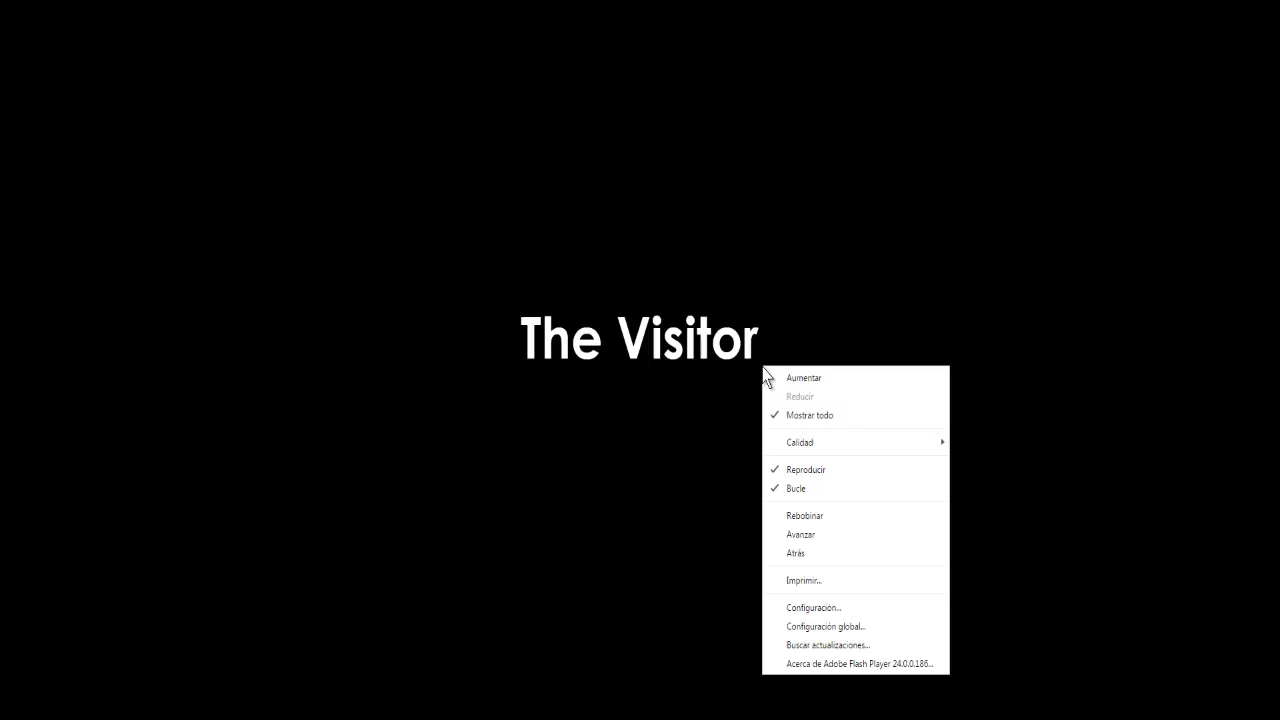 The Visitor
Aumentar
Reducir
Mostrar todo
Calidad
Reproducir
Bucle
Rebobinar
Avanzar
Atrás
Imprimir...
Configuración...
Configuración global...
Buscar actualizaciones...
Acerca de Adobe Flash Player 24.0.0.186...